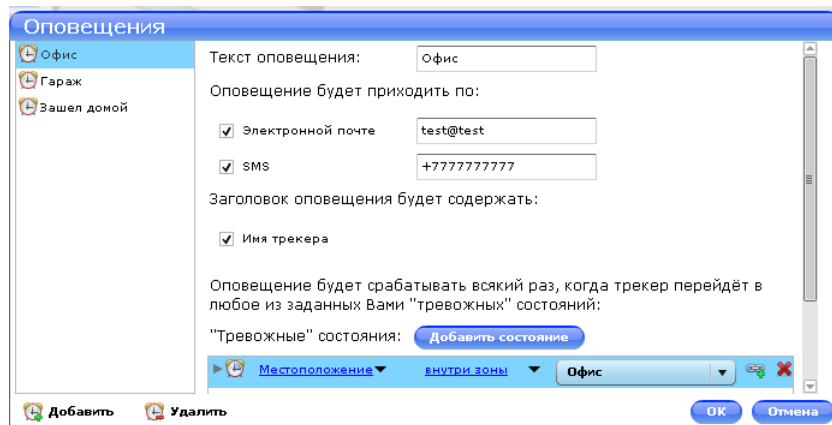 Оповещения
Офис
Гараж
Зашел домой
Текст оповещения: Офис
Оповещение будет приходить по:
Электронной почте test@test
SMS +7777777777
Заголовок оповещения будет содержать:
Имя трекера
Оповещение будет срабатывать всякий раз, когда трекер перейдёт в
любое из заданных Вами "тревожных" состояний:
"Тревожные" состояния: Добавить состояние
Местоположение внутри зоны Офис
Добавить Удалить OK Отмена